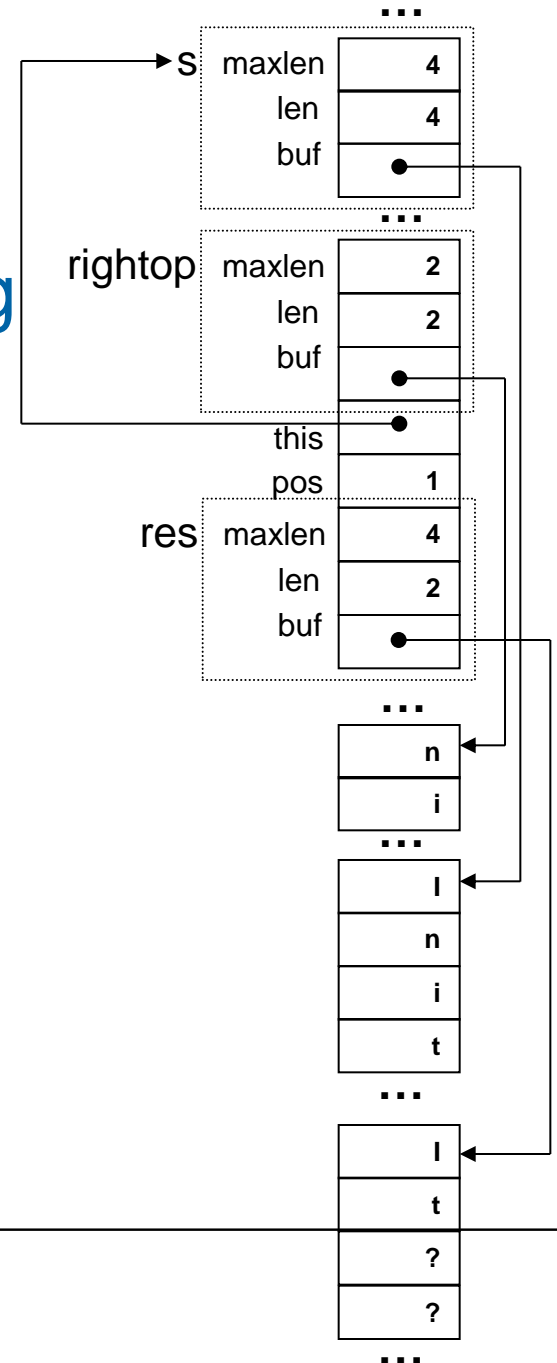 ...
s maxlen 4
len 4
buf
...
g
rightop maxlen 2
len 2
buf
this
pos 1
res maxlen 4
len 2
buf
...
n
i
...
I
n
i
t
...
I
t
?
?
...